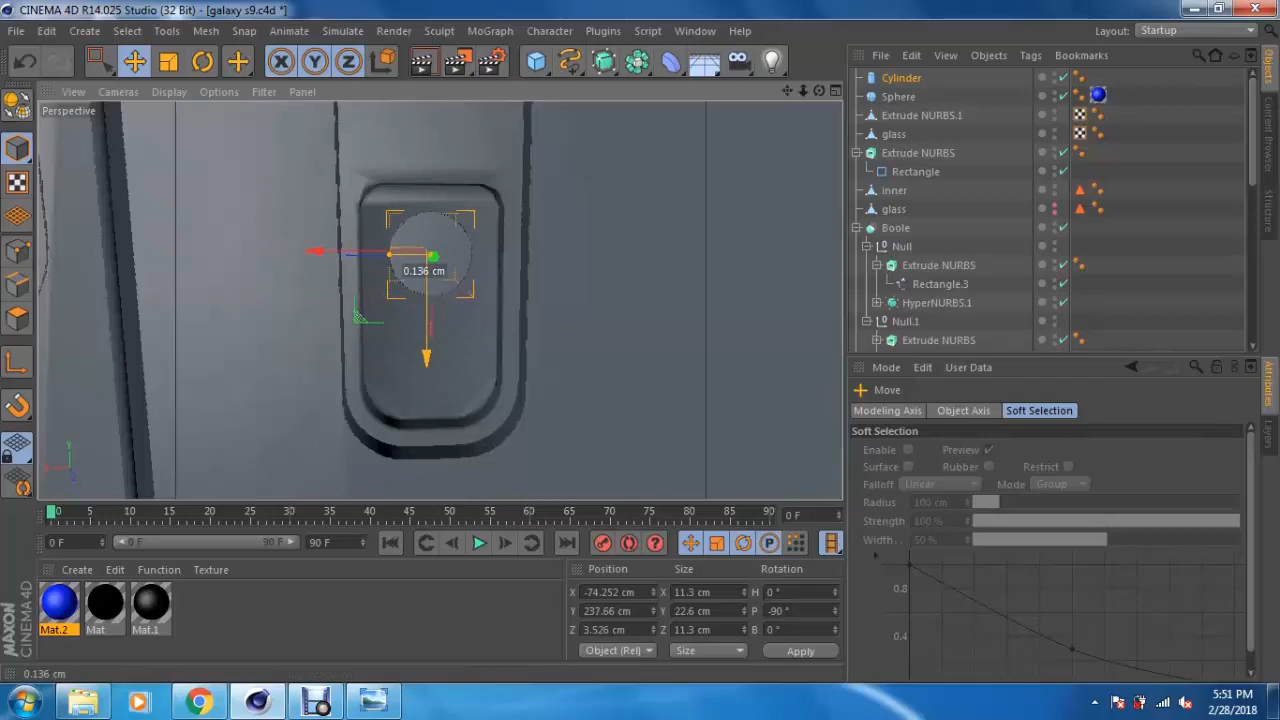 CINEMA 4D R14.025 Studio (32 Bit) - [galaxy s9.c4d *]
File Edit Create Select Tools Mesh Snap Animate Simulate Render Sculpt MoGraph Character Plugins Script Window Help Layout: Startup
File Edit View Objects Tags Bookmarks
View Cameras Display Options Filter Panel
Perspective
0.136 cm
Y
Cylinder
Sphere
Extrude NURBS.1
glass
Extrude NURBS
Rectangle
inner
glass
Boole
Null
Extrude NURBS
Rectangle.3
HyperNURBS.1
Null.1
Extrude NURBS
Objects
Content Browser
Structure
Mode Edit User Data
Move
Modeling Axis Object Axis Soft Selection
Soft Selection
Enable Preview
Surface Rubber Restrict
Falloff Linear Mode Group
Radius 100 cm
Strength 100 %
Width . . 50 %
0.8
0.4
Attributes
Layers
0 5 10 15 20 25 30 35 40 45 50 55 60 65 70 75 80 85 90 0 F
0 F 0 F 90 F 90 F
Create Edit Function Texture
Mat.2 Mat Mat.1
Position Size Rotation
X -74.252 cm X 11.3 cm H 0 °
Y 237.66 cm Y 22.6 cm P -90 °
Z 3.526 cm Z 11.3 cm B 0 °
Object (Rel) Size Apply
MAXON CINEMA 4D
0.136 cm
5:51 PM
2/28/2018